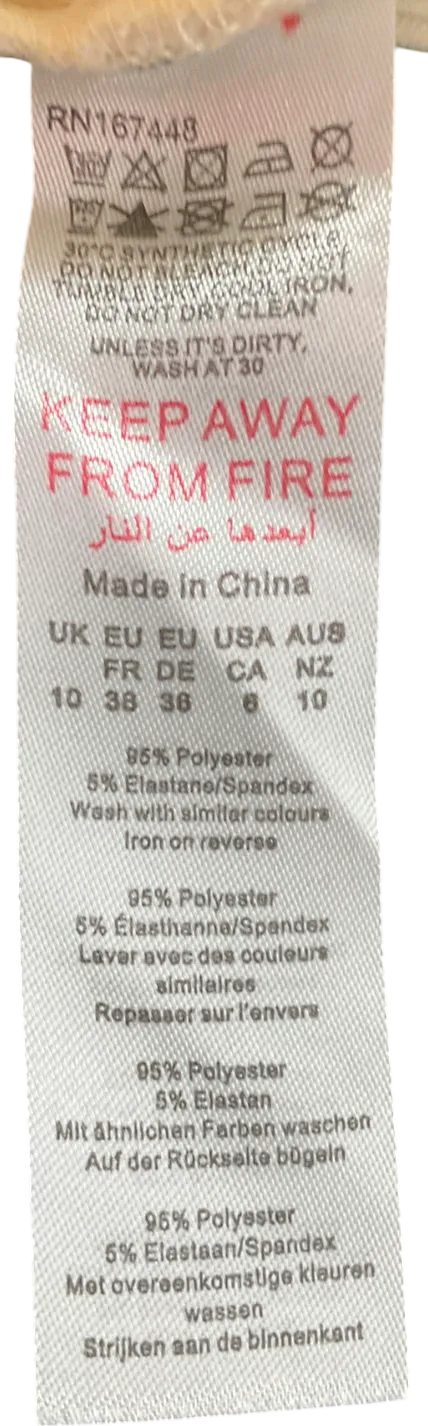 RN167448
30°C SYNTHETIC CYCLE
DO NOT BLEACH, DO NOT
TUMBLE DRY, COOL IRON,
DO NOT DRY CLEAN
UNLESS IT'S DIRTY,
WASH AT 30
KEEP AWAY
FROM FIRE
أبعدها عن النار
Made in China
UK EU EU USA AUS
FR DE CA NZ
10 38 36 6 10
95% Polyester
5% Elastane/Spandex
Wash with similar colours
Iron on reverse
95% Polyester
5% Élasthanne/Spandex
Laver avec des couleurs
similaires
Repasser sur l'envers
95% Polyester
5% Elastan
Mit ähnlichen Farben waschen
Auf der Rückseite bügeln
95% Polyester
5% Elastaan/Spandex
Met overeenkomstige kleuren
wassen
Strijken aan de binnenkant